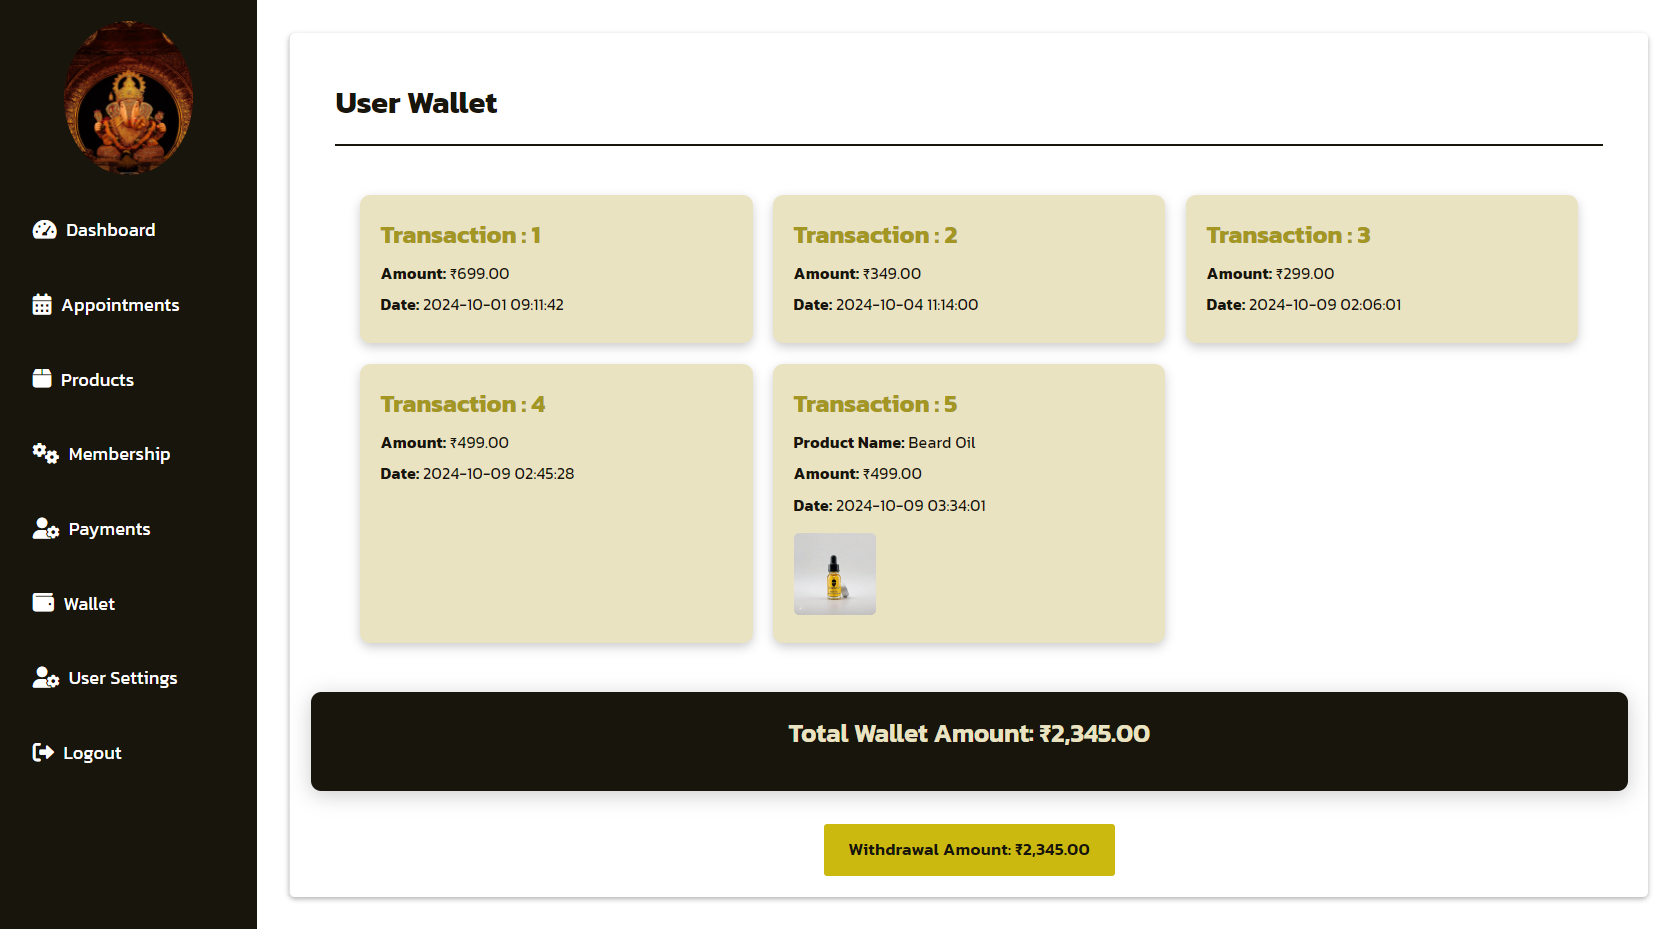 Dashboard
Appointments
Products
Membership
Payments
Wallet
User Settings
Logout
User Wallet
Transaction : 1
Amount: ₹699.00
Date: 2024-10-01 09:11:42
Transaction : 2
Amount: ₹349.00
Date: 2024-10-04 11:14:00
Transaction : 3
Amount: ₹299.00
Date: 2024-10-09 02:06:01
Transaction : 4
Amount: ₹499.00
Date: 2024-10-09 02:45:28
Transaction : 5
Product Name: Beard Oil
Amount: ₹499.00
Date: 2024-10-09 03:34:01
Total Wallet Amount: ₹2,345.00
Withdrawal Amount: ₹2,345.00